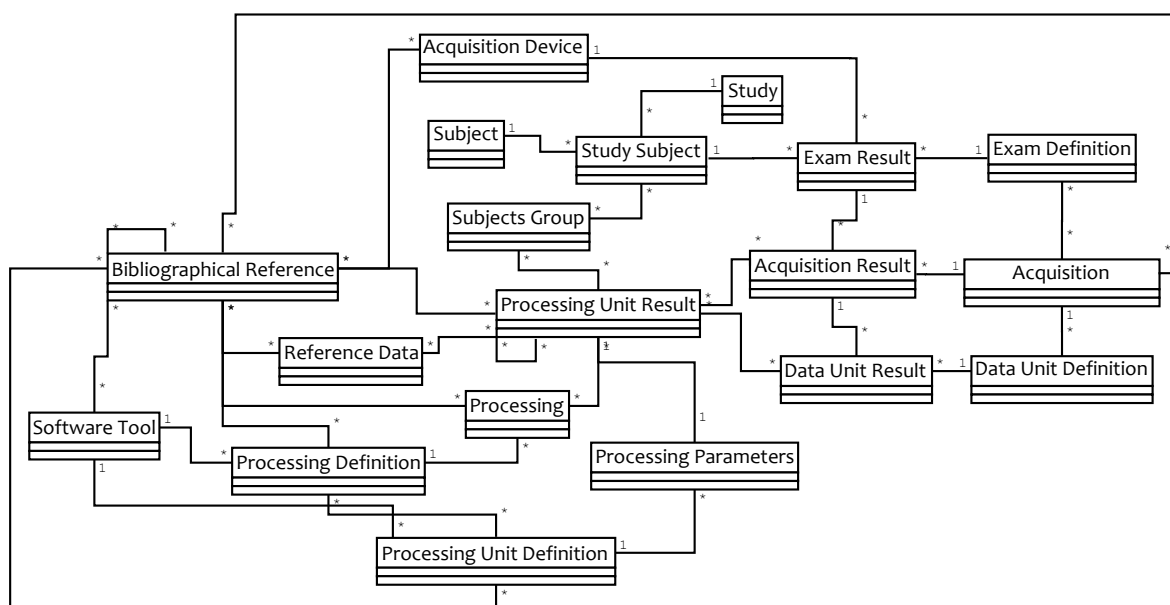 Acquisition Device
Study
Subject
Study Subject
Exam Result
Exam Definition
Subjects Group
Bibliographical Reference
Acquisition Result
Acquisition
Processing Unit Result
Reference Data
Data Unit Result
Data Unit Definition
Processing
Software Tool
Processing Definition
Processing Parameters
Processing Unit Definition